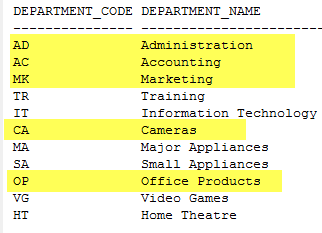 DEPARTMENT_CODE DEPARTMENT_NAME
--------------- ------------------------
AD Administration
AC Accounting
MK Marketing
TR Training
IT Information Technology
CA Cameras
MA Major Appliances
SA Small Appliances
OP Office Products
VG Video Games
HT Home Theatre